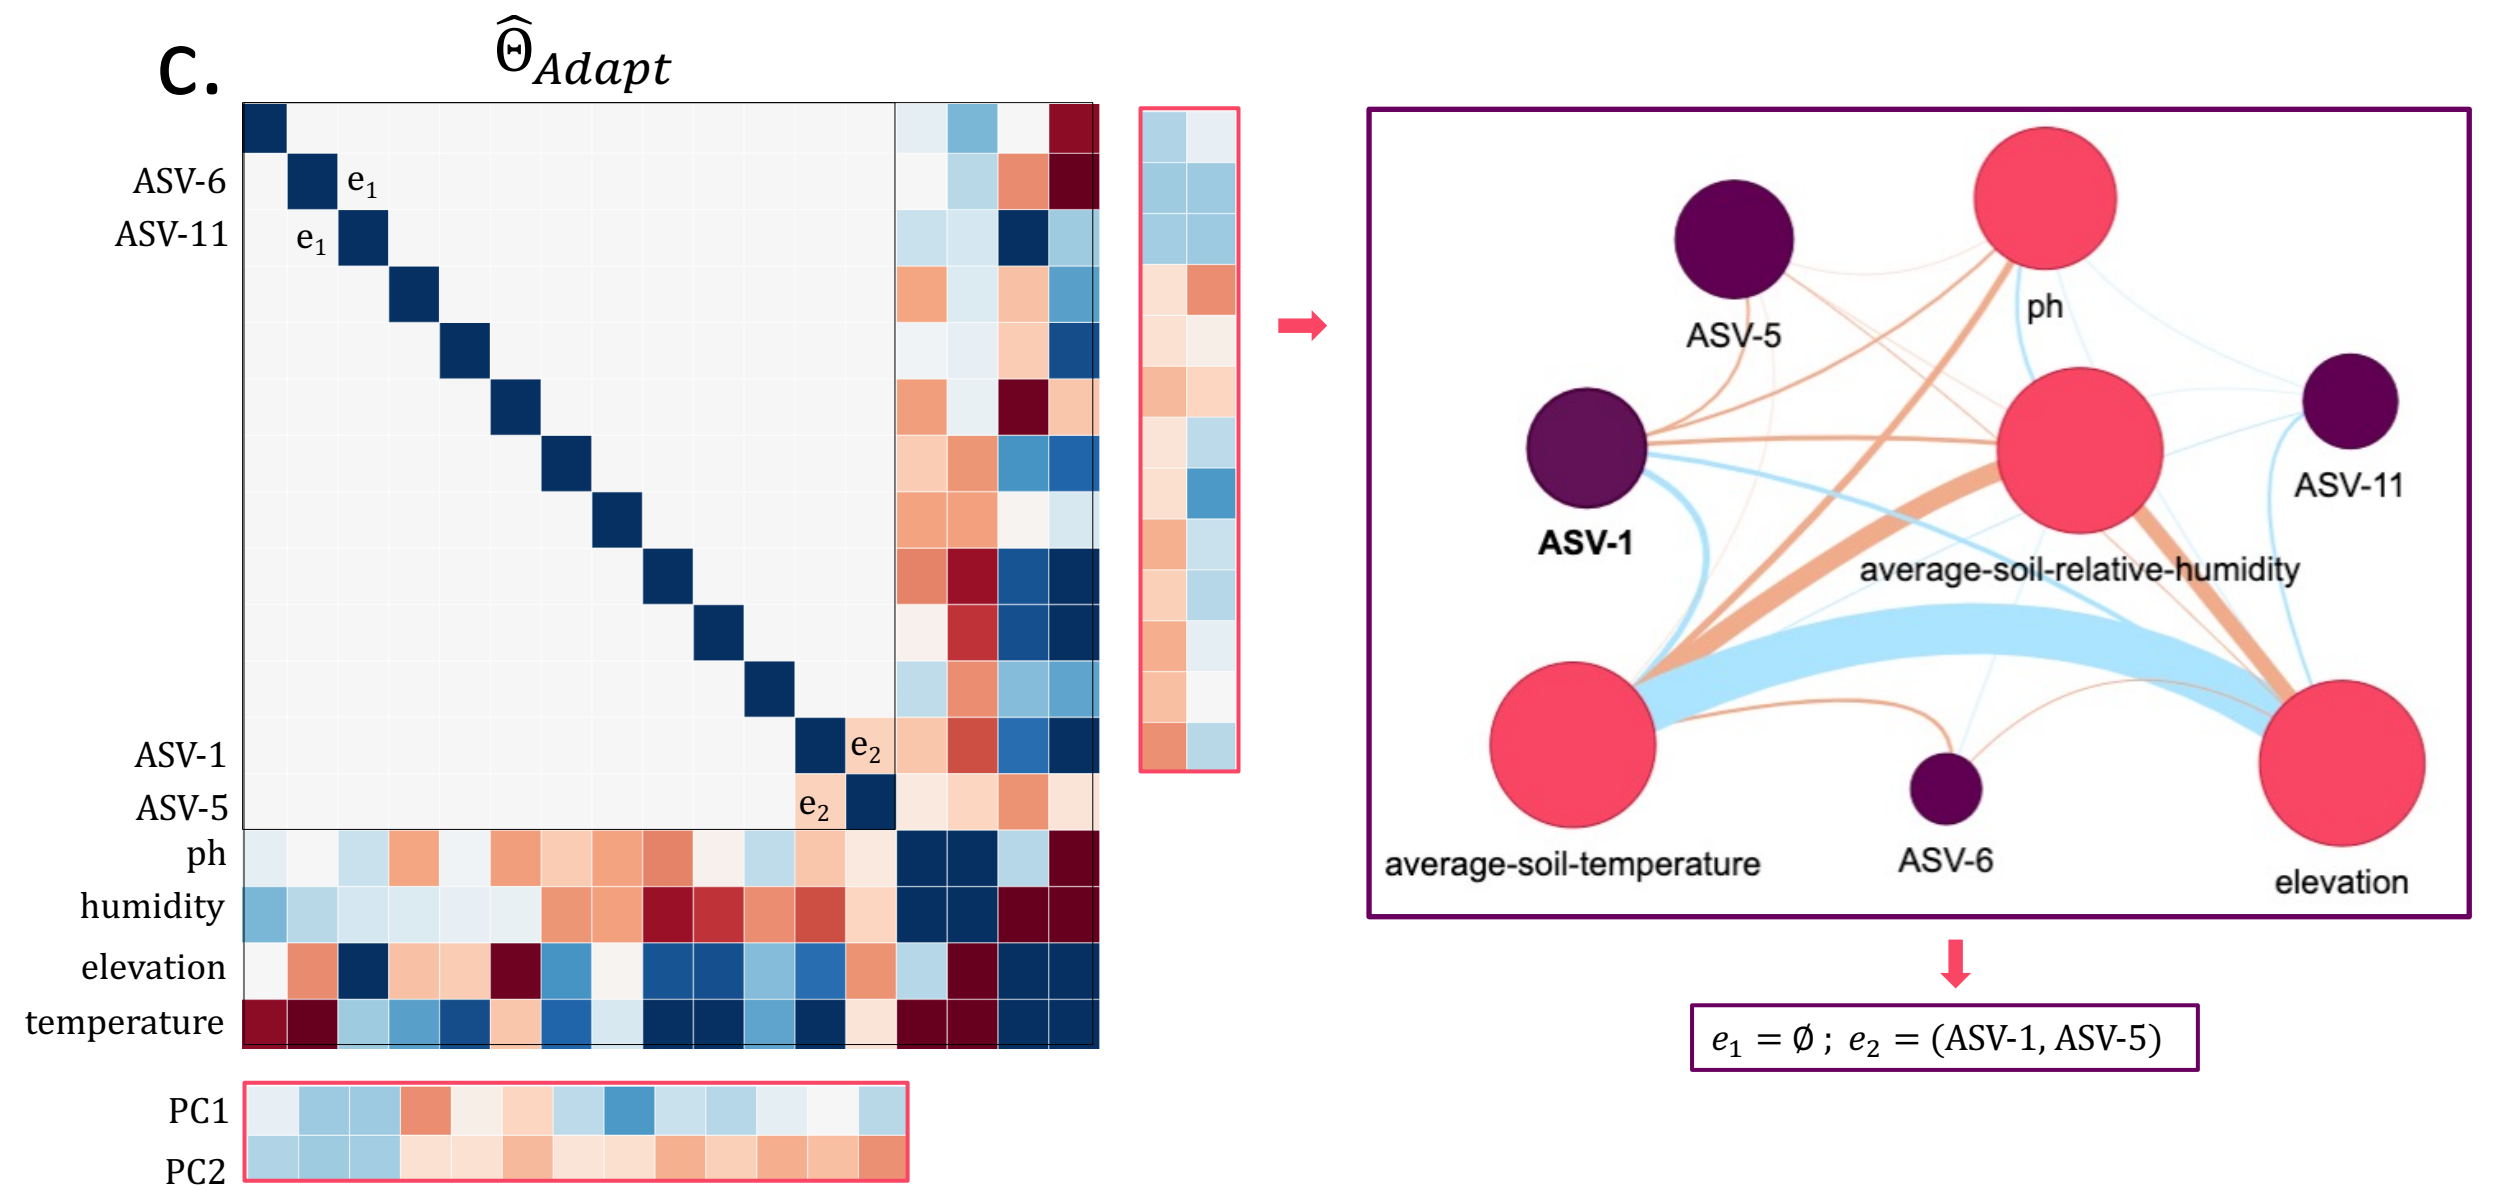 C.
Θ̂_Adapt
ASV-6
e₁
ASV-11
e₁
ASV-1
e₂
ASV-5
e₂
ph
humidity
elevation
temperature
PC1
PC2
ph
ASV-5
ASV-11
ASV-1
average-soil-relative-humidity
average-soil-temperature
ASV-6
elevation
e₁ = ∅ ; e₂ = (ASV-1, ASV-5)